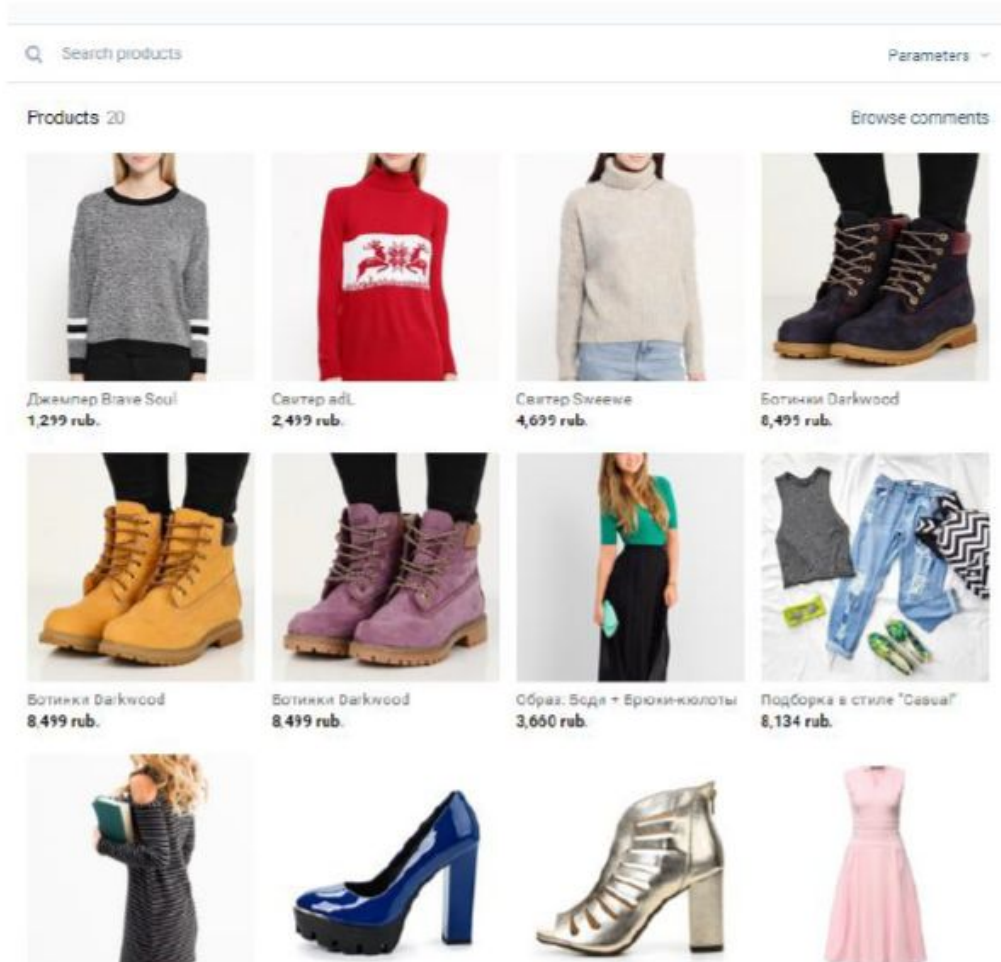 Search products
Parameters
Products 20
Browse comments
Джемпер Brave Soul
1,299 rub.
Свитер adL
2,499 rub.
Свитер Sweewe
4,699 rub.
Ботинки Darkwood
8,499 rub.
Ботинки Darkwood
8,499 rub.
Ботинки Darkwood
8,499 rub.
Образ: Боди + Брюки-кюлоты
3,660 rub.
Подборка в стиле "Casual"
8,134 rub.